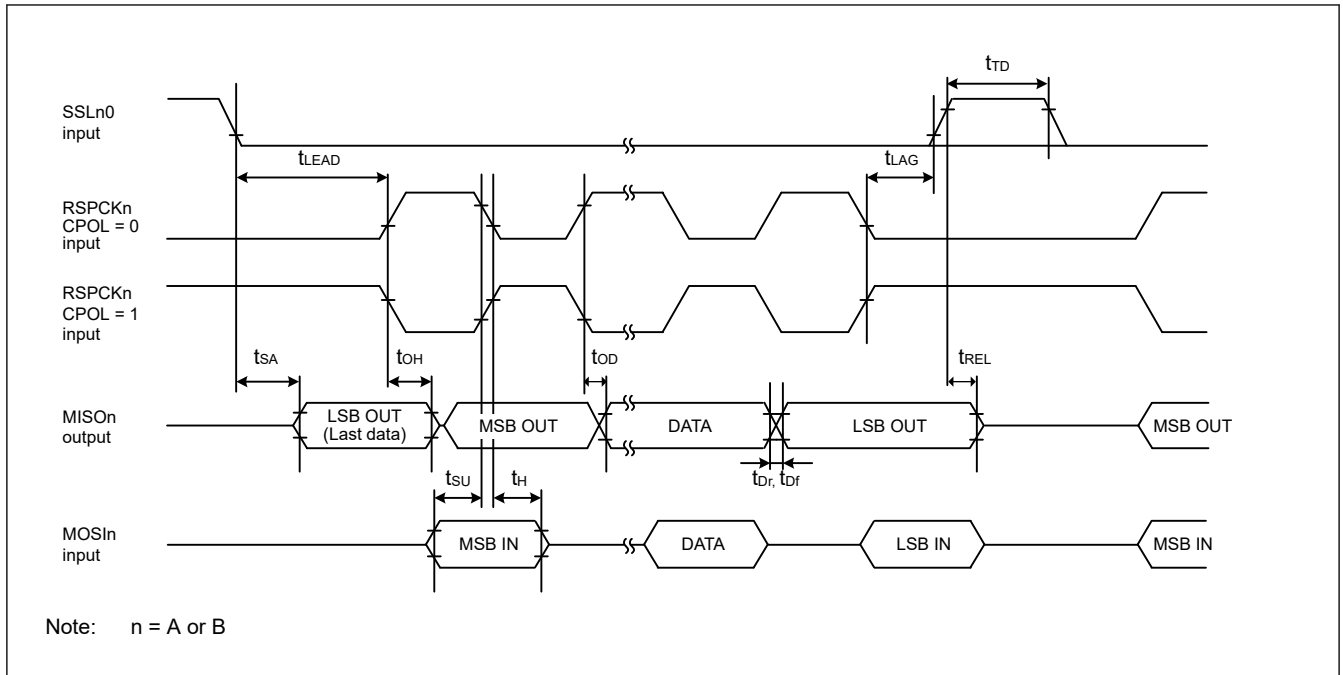 tTD
SSLn0
input
tLEAD
tLAG
RSPCKn
CPOL = 0
input
RSPCKn
CPOL = 1
input
tSA
tOH
tOD
tREL
MISOn
output
LSB OUT
(Last data)
MSB OUT
DATA
LSB OUT
MSB OUT
tSU
tH
tDr, tDf
MOSIn
input
MSB IN
DATA
LSB IN
MSB IN
Note: n = A or B